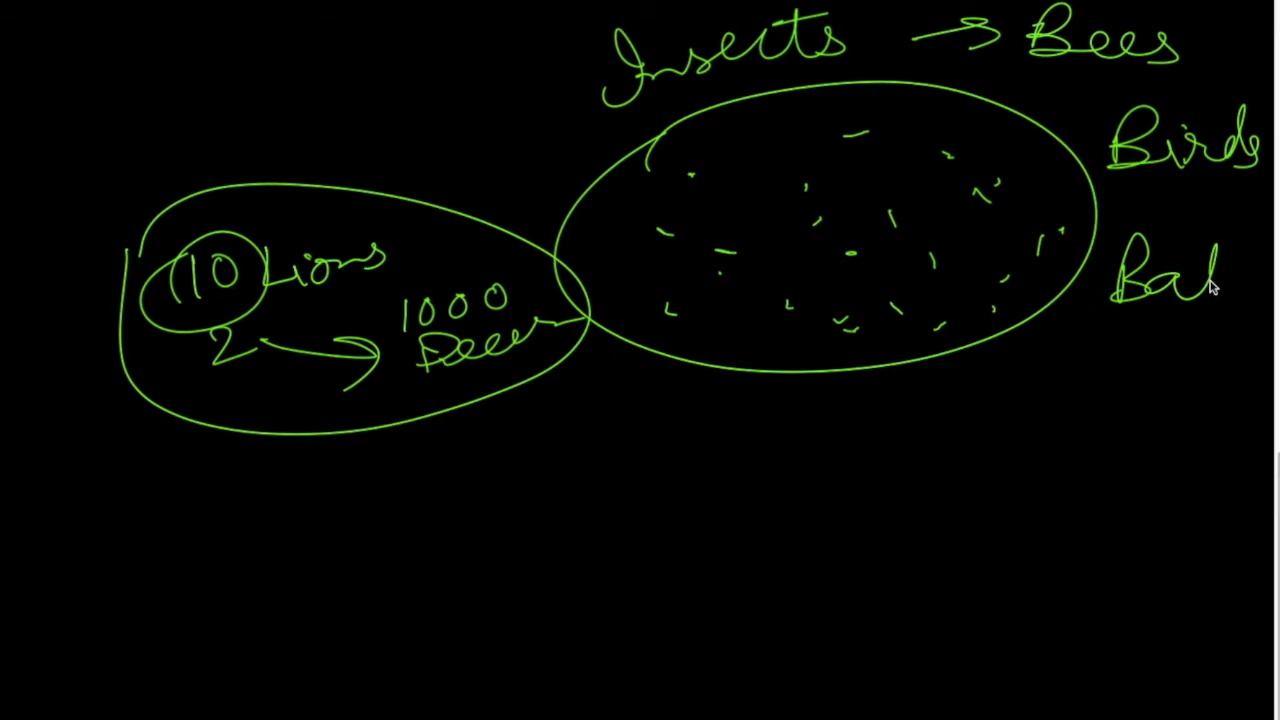 Insects → Bees
Birds
Bat
10 Lions
1000
2 → Deer